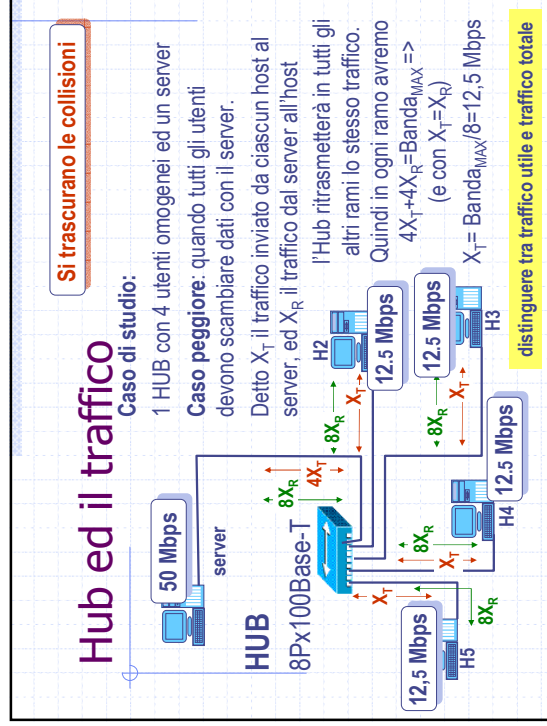 Hub ed il traffico
Si trascurano le collisioni
Caso di studio:
1 HUB con 4 utenti omogenei ed un server
Caso peggiore: quando tutti gli utenti
devono scambiare dati con il server.
Detto X_T il traffico inviato da ciascun host al
server, ed X_R il traffico dal server all'host
l'Hub ritrasmetterà in tutti gli
altri rami lo stesso traffico.
Quindi in ogni ramo avremo
4X_T+4X_R=Banda_MAX =>
(e con X_T=X_R)
X_T= Banda_MAX/8=12,5 Mbps
distinguere tra traffico utile e traffico totale
50 Mbps
server
HUB
8Px100Base-T
8X_R
4X_T
8X_R
X_T
H2
12.5 Mbps
8X_R
X_T
12.5 Mbps
H3
8X_R
X_T
H4
12.5 Mbps
X_T
8X_R
12,5 Mbps
H5